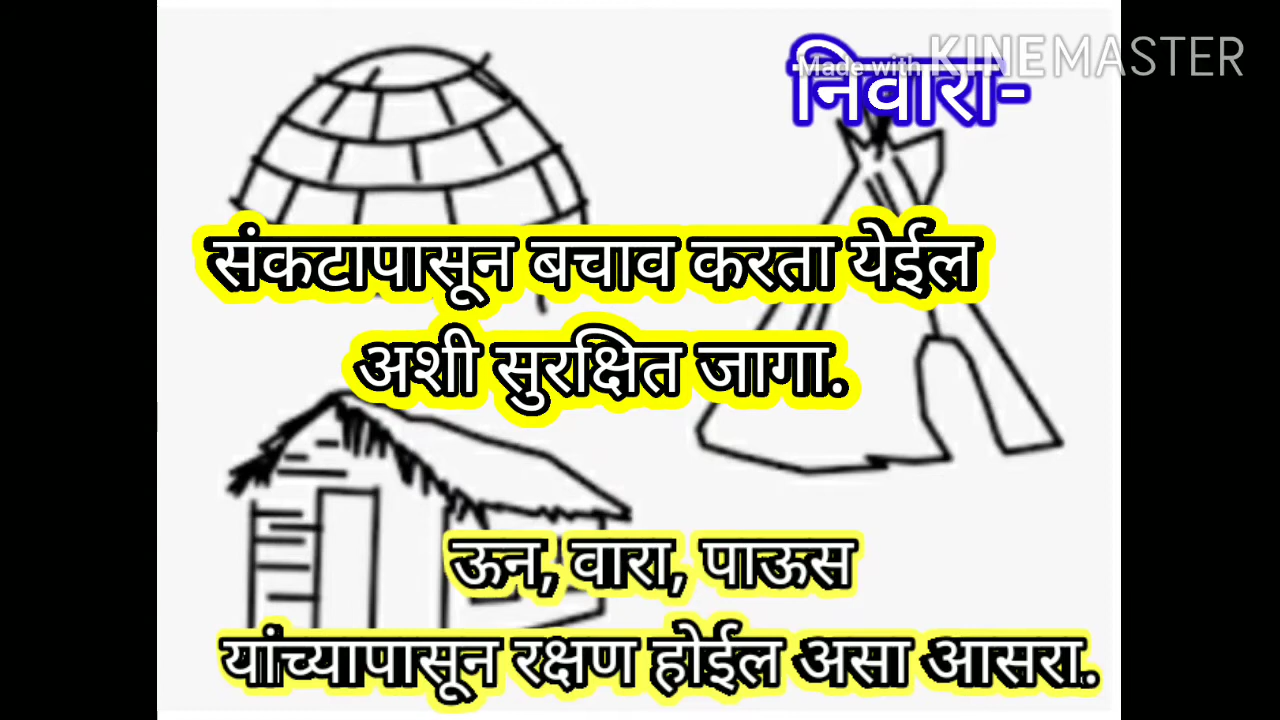 Made with KINEMASTER
निवारा-
संकटापासून बचाव करता येईल
अशी सुरक्षित जागा.
ऊन, वारा, पाऊस
यांच्यापासून रक्षण होईल असा आसरा.